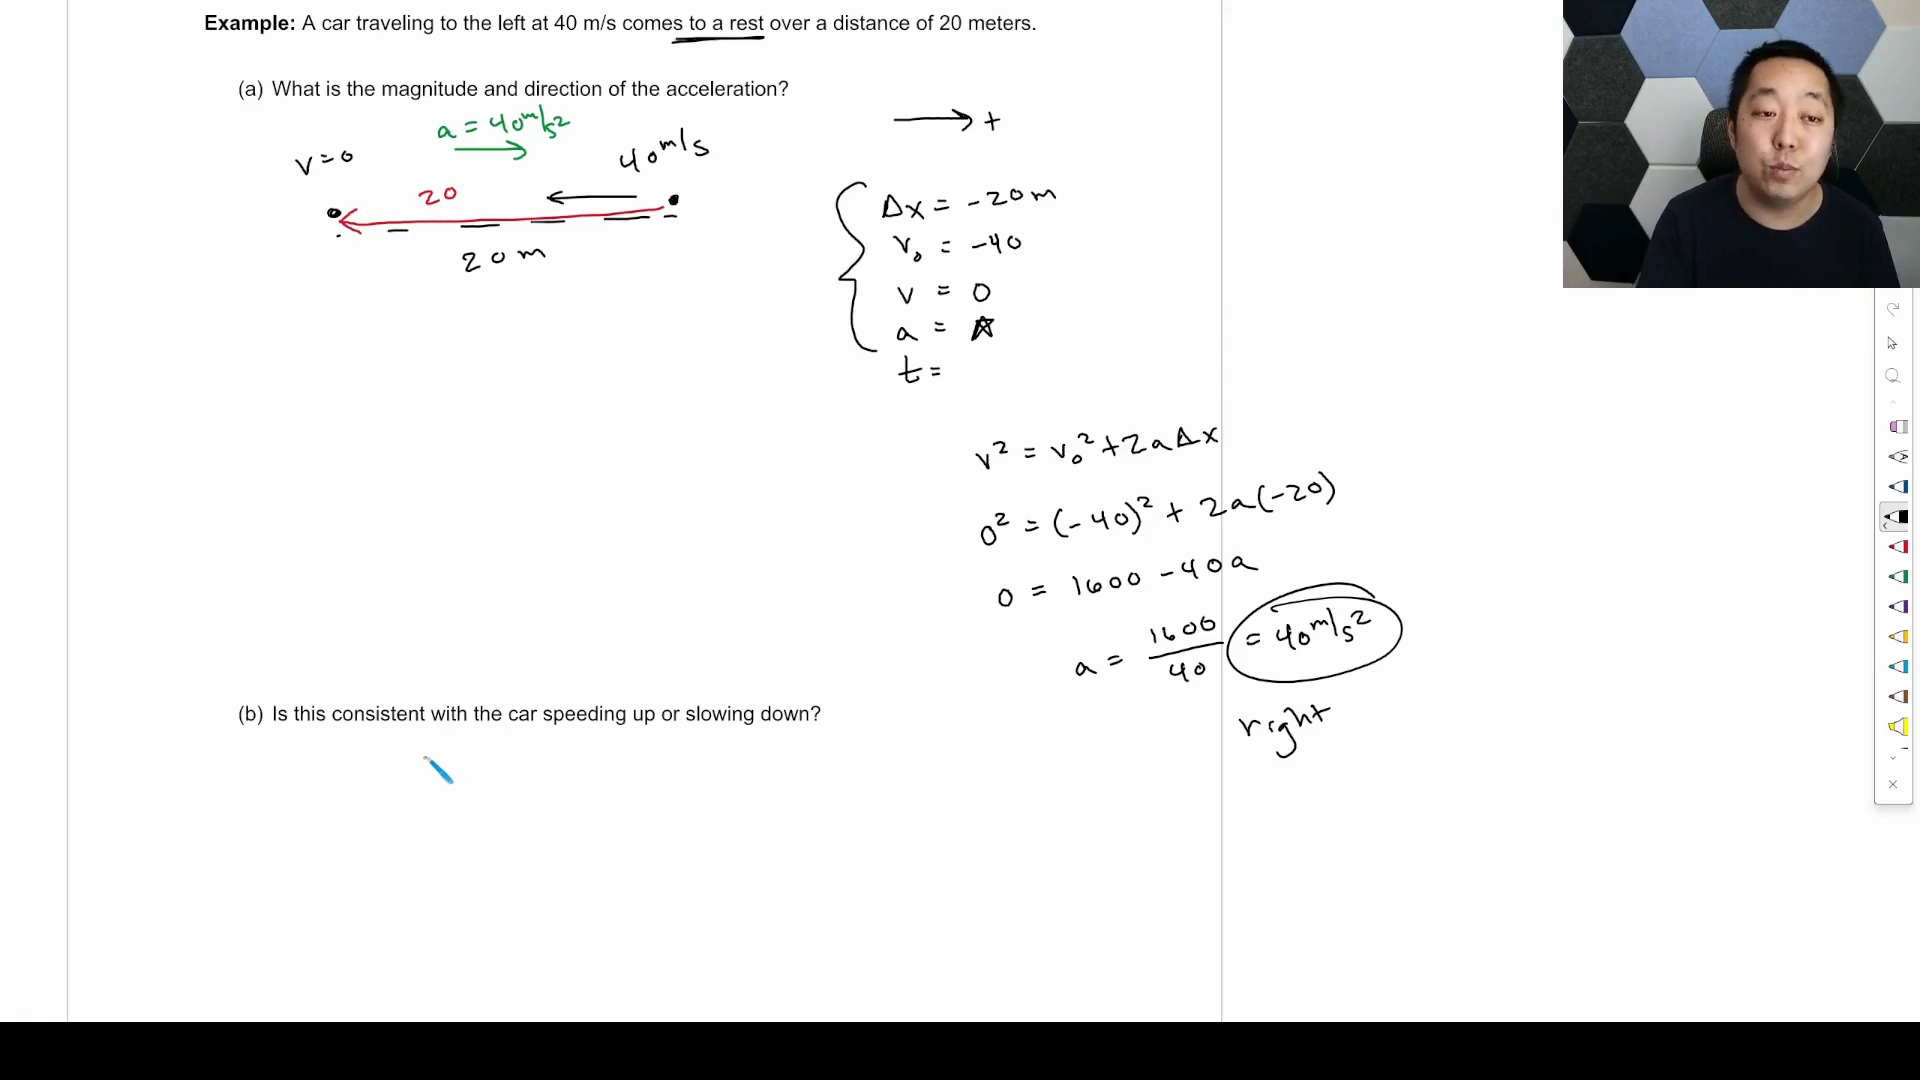 Example: A car traveling to the left at 40 m/s comes to a rest over a distance of 20 meters.
(a) What is the magnitude and direction of the acceleration?
a = 40 m/s²
→ +
v = 0
40 m/s
20
20 m
Δx = -20 m
v₀ = -40
v = 0
a = ☆
t =
v² = v₀² + 2aΔx
0² = (-40)² + 2a(-20)
0 = 1600 - 40a
a = 1600/40 = 40 m/s²
right
(b) Is this consistent with the car speeding up or slowing down?